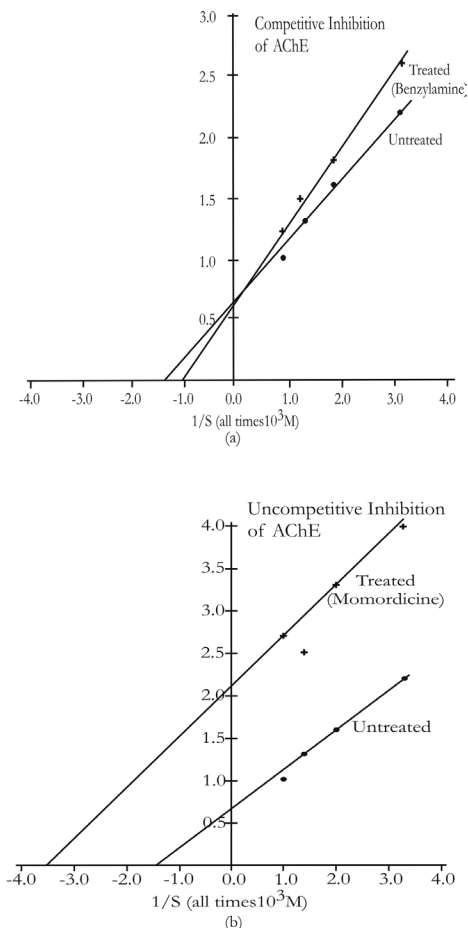 3.0
Competitive Inhibition
of AChE
2.5
Treated
(Benzylamine)
2.0
Untreated
1.5
1.0
0.5
-4.0 -3.0 -2.0 -1.0 0.0 1.0 2.0 3.0 4.0
1/S (all times10³M)
(a)
Uncompetitive Inhibition
of AChE
4.0
3.5
Treated
(Momordicine)
3.0
2.5
2.0
Untreated
1.5
1.0
0.5
-4.0 -3.0 -2.0 -1.0 0.0 1.0 2.0 3.0 4.0
1/S (all times10³M)
(b)